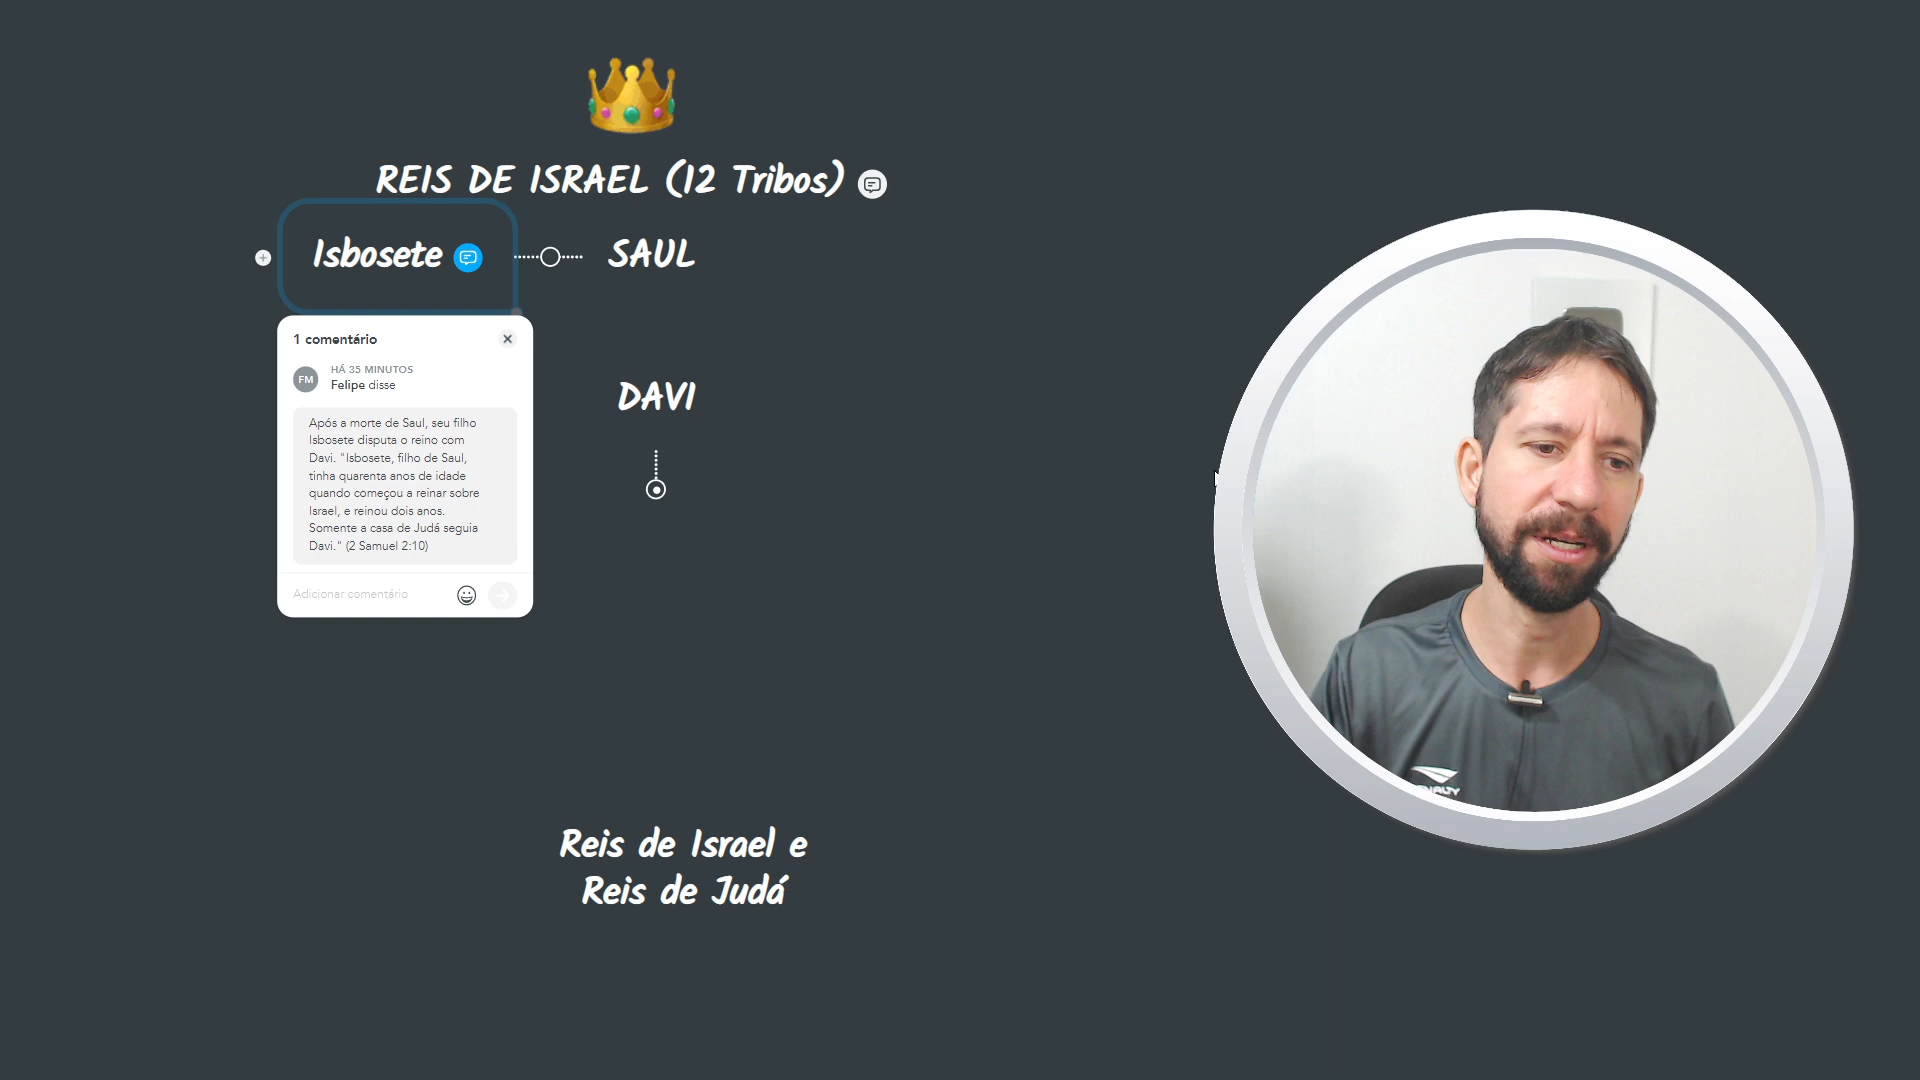 REIS DE ISRAEL (12 Tribos)
Isbosete
SAUL
1 comentário
FM
HÁ 35 MINUTOS
Felipe disse
Após a morte de Saul, seu filho
Isbosete disputa o reino com
Davi. "Isbosete, filho de Saul,
tinha quarenta anos de idade
quando começou a reinar sobre
Israel, e reinou dois anos.
Somente a casa de Judá seguia
Davi." (2 Samuel 2:10)
Adicionar comentário
DAVI
Reis de Israel e
Reis de Judá